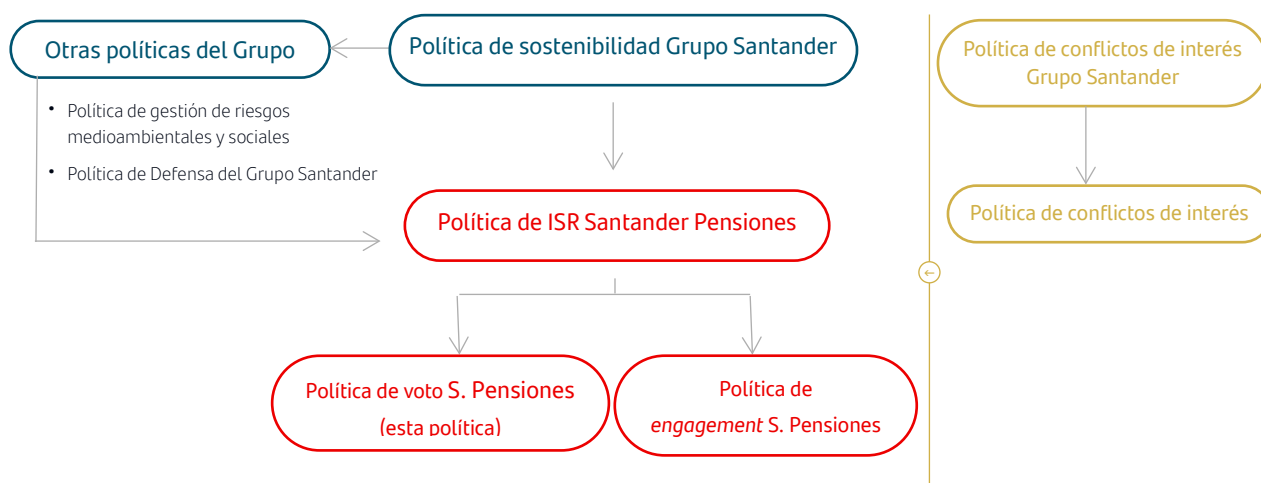 Otras políticas del Grupo
Política de sostenibilidad Grupo Santander
• Política de gestión de riesgos
medioambientales y sociales
• Política de Defensa del Grupo Santander
Política de ISR Santander Pensiones
Política de voto S. Pensiones
(esta política)
Política de
engagement S. Pensiones
Política de conflictos de interés
Grupo Santander
Política de conflictos de interés
←